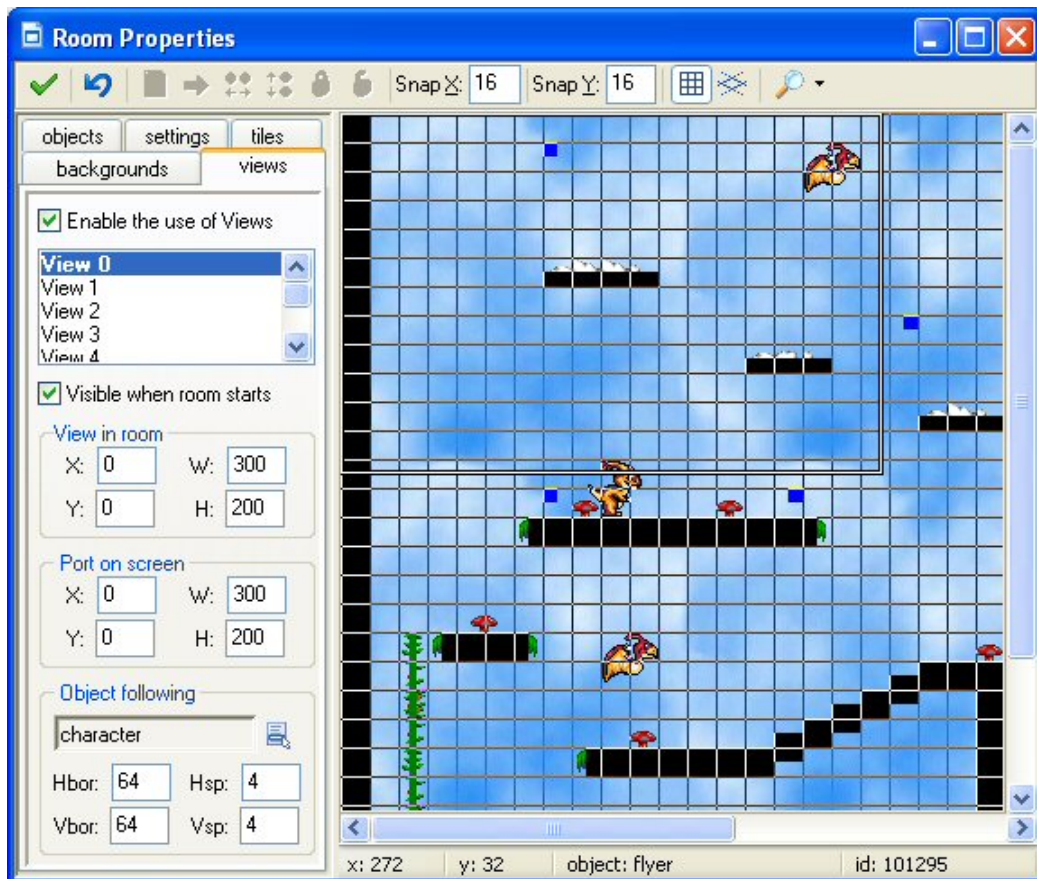 Room Properties
Snap X: 16 Snap Y: 16
objects settings tiles
backgrounds views
Enable the use of Views
View 0
View 1
View 2
View 3
View 4
Visible when room starts
View in room
X: 0 W: 300
Y: 0 H: 200
Port on screen
X: 0 W: 300
Y: 0 H: 200
Object following
character
Hbor: 64 Hsp: 4
Vbor: 64 Vsp: 4
x: 272 y: 32 object: flyer id: 101295